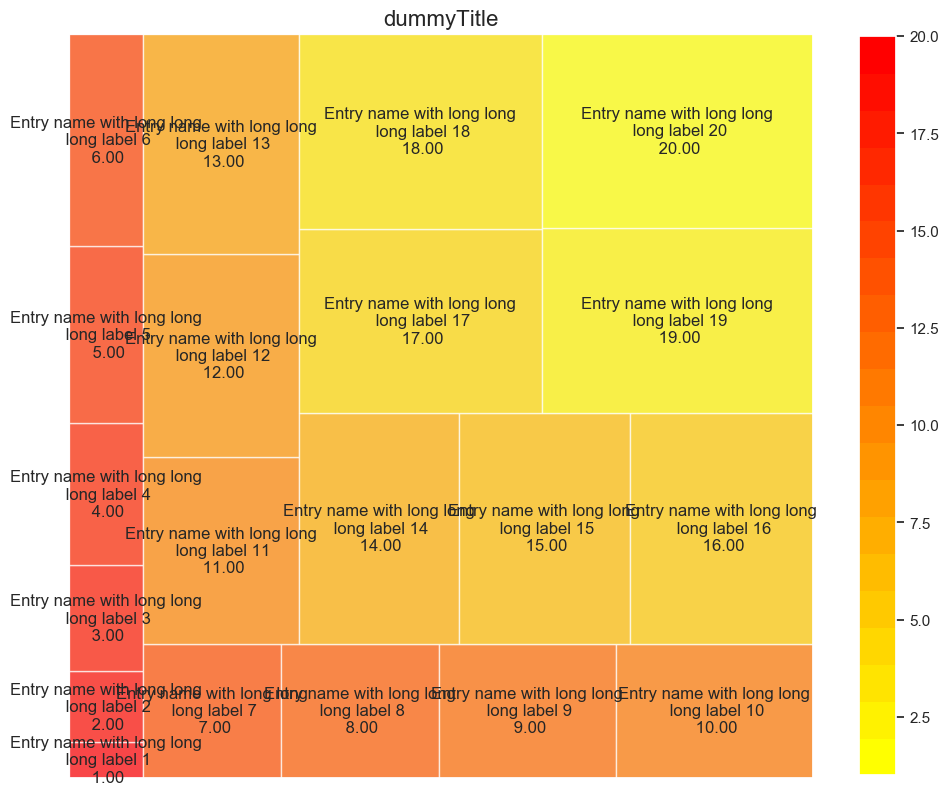 dummyTitle
Entry name with long long
long label 6
6.00
Entry name with long long
long label 13
13.00
Entry name with long long
long label 18
18.00
Entry name with long long
long label 20
20.00
Entry name with long long
long label 5
5.00
Entry name with long long
long label 12
12.00
Entry name with long long
long label 17
17.00
Entry name with long long
long label 19
19.00
Entry name with long long
long label 4
4.00
Entry name with long long
long label 11
11.00
Entry name with long long
long label 14
14.00
Entry name with long long
long label 15
15.00
Entry name with long long
long label 16
16.00
Entry name with long long
long label 3
3.00
Entry name with long long
long label 2
2.00
Entry name with long long
long label 1
1.00
Entry name with long long
long label 7
7.00
Entry name with long long
long label 8
8.00
Entry name with long long
long label 9
9.00
Entry name with long long
long label 10
10.00
20.0
17.5
15.0
12.5
10.0
7.5
5.0
2.5